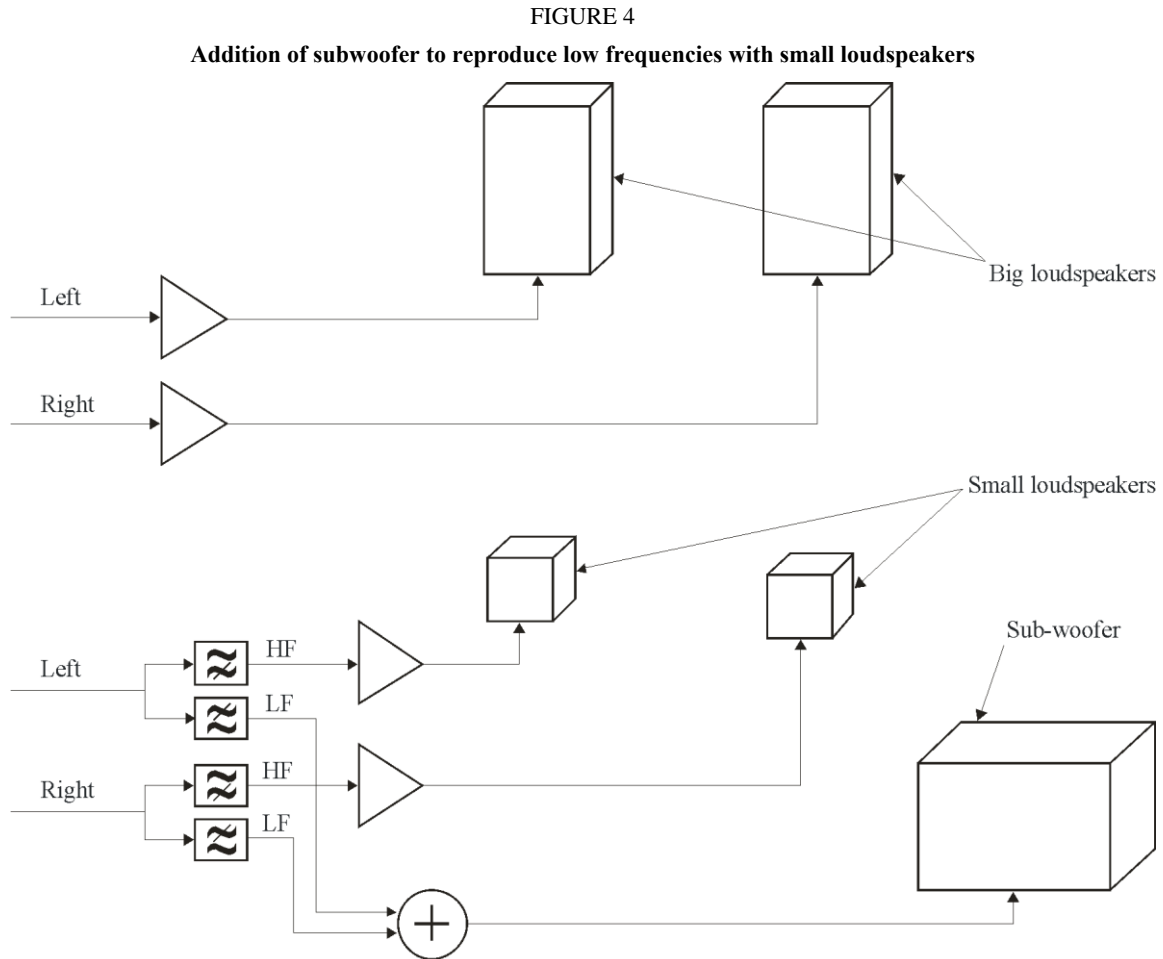 FIGURE 4
Addition of subwoofer to reproduce low frequencies with small loudspeakers
Big loudspeakers
Left
Right
Small loudspeakers
Sub-woofer
HF
Left
LF
HF
Right
LF
+